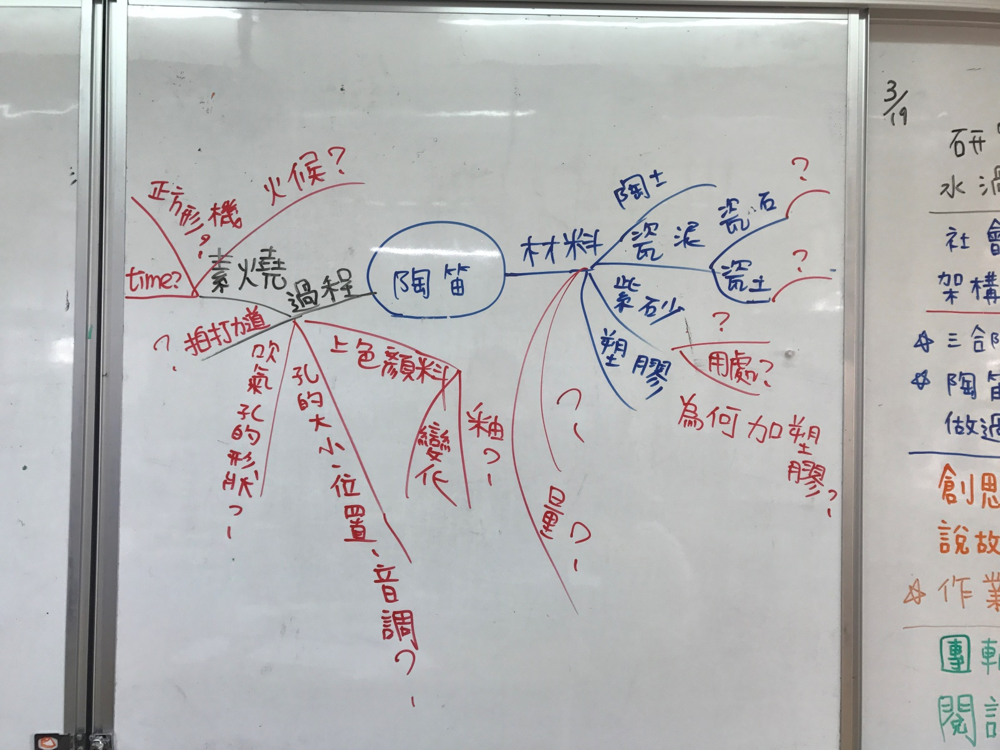 陶笛
材料
陶土
瓷泥
瓷石
?
瓷土
?
紫砂
?
用處?
塑膠
為何加塑膠?
?
量?
過程
素燒
火候?
正方形?機
time?
拍打力道
?
吹氣孔的形狀?
孔的大小、位置、音調?
上色顏料
變化
釉?
3/19
研
水
社會
架構
☆三合
☆陶笛
做過
創思
說故
☆作業
團
閱